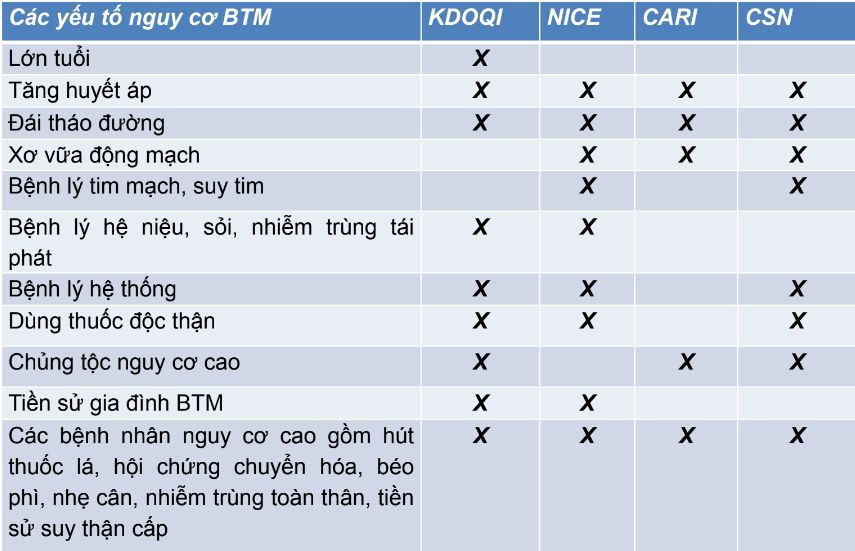 Các yếu tố nguy cơ BTM KDOQI NICE CARI CSN
Lớn tuổi X
Tăng huyết áp X X X X
Đái tháo đường X X X X
Xơ vữa động mạch X X X
Bệnh lý tim mạch, suy tim X X
Bệnh lý hệ niệu, sỏi, nhiễm trùng tái X X
phát
Bệnh lý hệ thống X X X
Dùng thuốc độc thận X X X
Chủng tộc nguy cơ cao X X X
Tiền sử gia đình BTM X X
Các bệnh nhân nguy cơ cao gồm hút X X X X
thuốc lá, hội chứng chuyển hóa, béo
phì, nhẹ cân, nhiễm trùng toàn thân, tiền
sử suy thận cấp